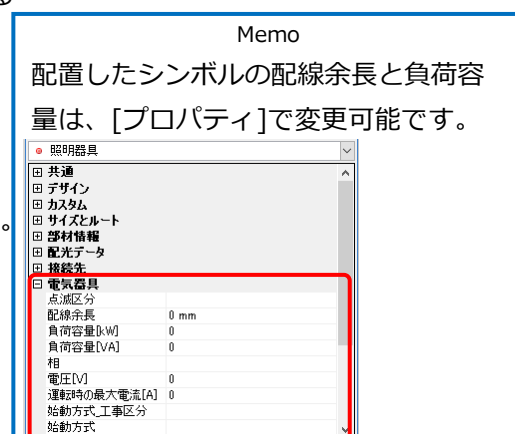 Memo
配置したシンボルの配線余長と負荷容
量は、[プロパティ]で変更可能です。
照明器具
共通
デザイン
カスタム
サイズとルート
部材情報
配光データ
接続先
電気器具
点滅区分
配線余長 0 mm
負荷容量[kW] 0
負荷容量[VA] 0
相
電圧[V] 0
運転時の最大電流[A] 0
始動方式_工事区分
始動方式
。